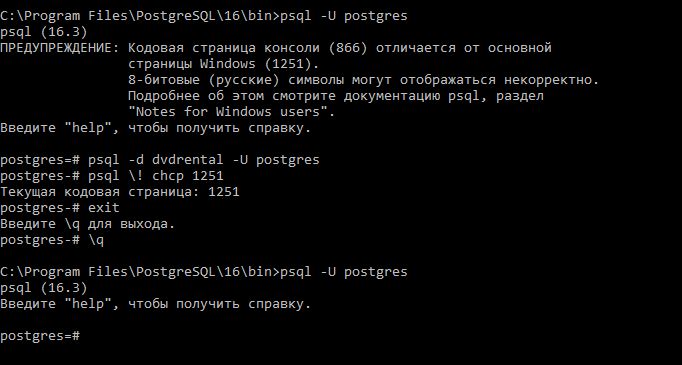 C:\Program Files\PostgreSQL\16\bin>psql -U postgres
psql (16.3)
ПРЕДУПРЕЖДЕНИЕ: Кодовая страница консоли (866) отличается от основной
                страницы Windows (1251).
                8-битовые (русские) символы могут отображаться некорректно.
                Подробнее об этом смотрите документацию psql, раздел
                "Notes for Windows users".
Введите "help", чтобы получить справку.

postgres=# psql -d dvdrental -U postgres
postgres-# psql \! chcp 1251
Текущая кодовая страница: 1251
postgres-# exit
Введите \q для выхода.
postgres-# \q

C:\Program Files\PostgreSQL\16\bin>psql -U postgres
psql (16.3)
Введите "help", чтобы получить справку.

postgres=#